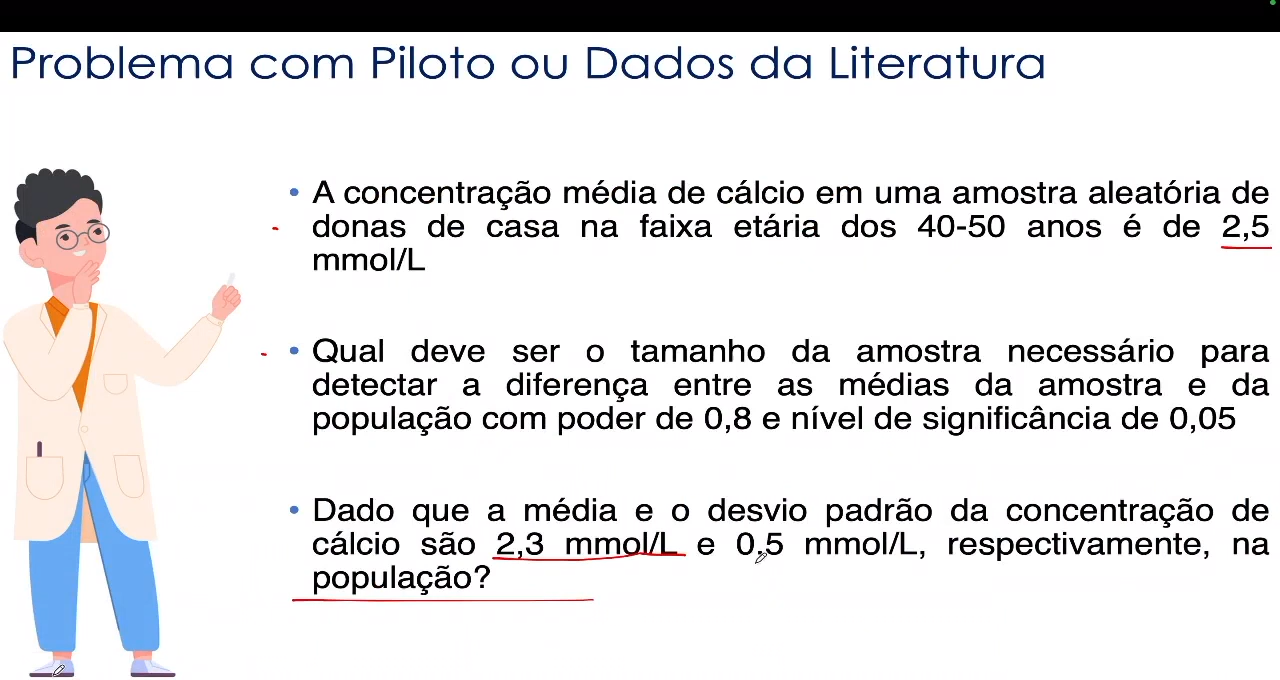 Problema com Piloto ou Dados da Literatura
• A concentração média de cálcio em uma amostra aleatória de
donas de casa na faixa etária dos 40-50 anos é de 2,5
mmol/L
• Qual deve ser o tamanho da amostra necessário para
detectar a diferença entre as médias da amostra e da
população com poder de 0,8 e nível de significância de 0,05
• Dado que a média e o desvio padrão da concentração de
cálcio são 2,3 mmol/L e 0,5 mmol/L, respectivamente, na
população?